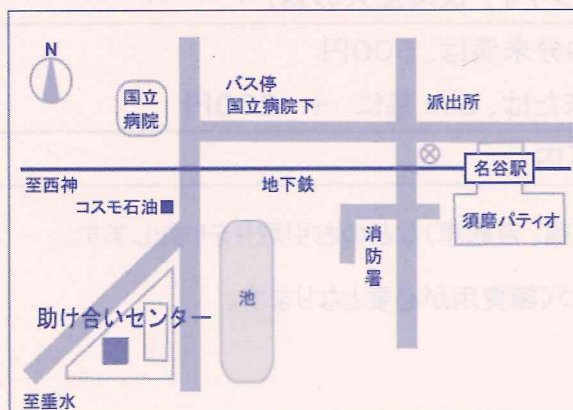 N
国立
病院
バス停
国立病院下
派出所
至西神
地下鉄
名谷駅
コスモ石油
須磨パティオ
消防署
助け合いセンター
池
至垂水